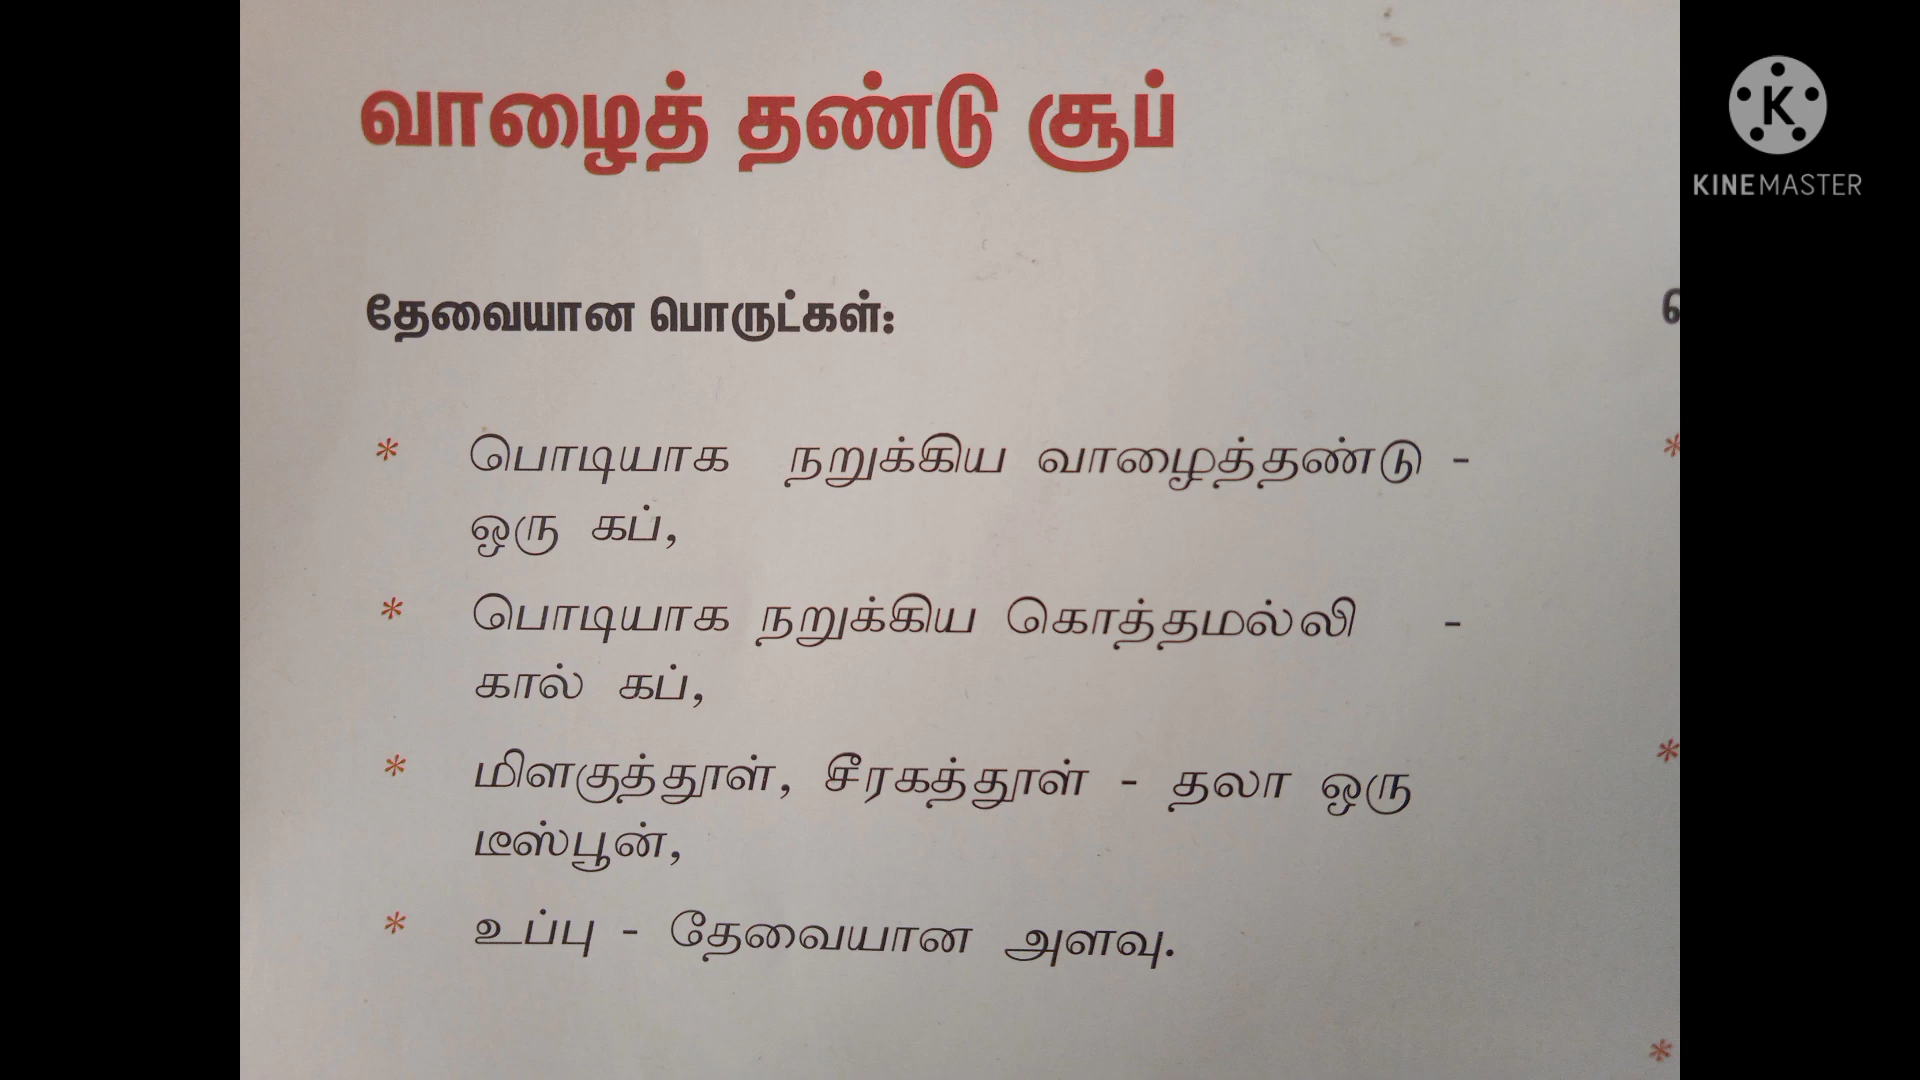 வாழைத் தண்டு சூப்
KINEMASTER
தேவையான பொருட்கள்:
* பொடியாக நறுக்கிய வாழைத்தண்டு -
ஒரு கப்,
* பொடியாக நறுக்கிய கொத்தமல்லி -
கால் கப்,
* மிளகுத்தூள், சீரகத்தூள் - தலா ஒரு
டீஸ்பூன்,
* உப்பு - தேவையான அளவு.